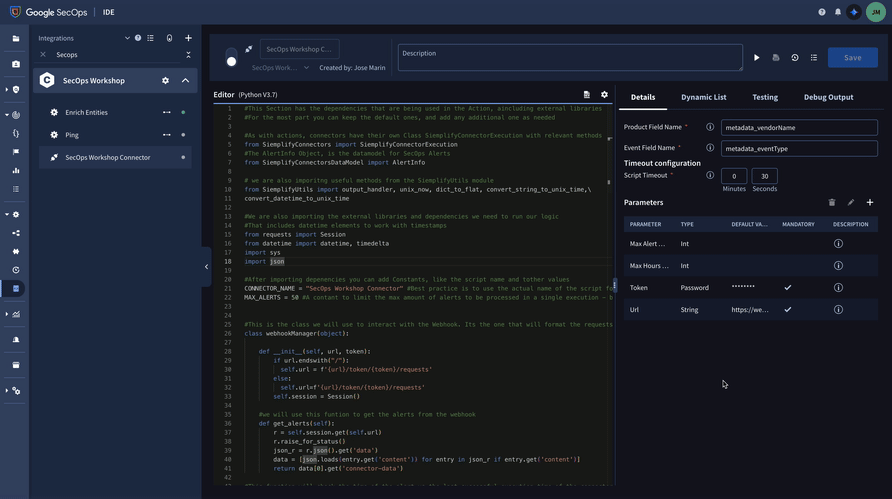 Google SecOps
IDE
JM
Integrations
Secops
SecOps Workshop
Enrich Entities
Ping
SecOps Workshop Connector
SecOps Workshop C...
SecOps Work...
Created by: Jose Marin
Description
Save
Editor (Python V3.7)
1 #This Section has the dependencies that are being used in the Action, aincluding external libraries
2 #For the most part you can keep the default ones, and add any additional one as needed
3
4 #As with actions, connectors have their own Class SiemplifyConnectorExecution with relevant methods
5 from SiemplifyConnectors import SiemplifyConnectorExecution
6 #The AlertInfo Object, is the datamodel for SecOps Alerts
7 from SiemplifyConnectorsDataModel import AlertInfo
8
9 # we are also imporing useful methods from the SiemplifyUtils module
10 from SiemplifyUtils import output_handler, unix_now, dict_to_flat, convert_string_to_unix_time,\
11 convert_datetime_to_unix_time
12
13 #We are also importing the external libraries and dependencies we need to run our logic
14 #That includes datetime elements to work with timestamps
15 from requests import Session
16 from datetime import datetime, timedelta
17 import sys
18 import json
19
20 #After importing depenencies you can add Constants, like the script name and tother values
21 CONNECTOR_NAME = "SecOps Workshop Connector" #Best practice is to use the actual name of the script fo
22 MAX_ALERTS = 50 #A contant to limit the max amount of alerts to be processed in a single execution – b
23
24
25 #This is the class we will use to interact with the Webhook. Its the one that will format the requests
26 class webhookManager(object):
27
28 def __init__(self, url, token):
29 if url.endswith("/"):
30 self.url = f'{url}/token/{token}/requests'
31 else:
32 self.url=f'{url}/token/{token}/requests'
33 self.session = Session()
34
35 #we will use this funtion to get the alerts from the webhook
36 def get_alerts(self):
37 r = self.session.get(self.url)
38 r.raise_for_status()
39 json_r = r.json().get('data')
40 data = [json.loads(entry.get('content')) for entry in json_r if entry.get('content')]
41 return data[0].get('connector-data')
Details
Dynamic List
Testing
Debug Output
Product Field Name *
metadata_vendorName
Event Field Name *
metadata_eventType
Timeout configuration
Script Timeout *
0
30
Minutes
Seconds
Parameters
PARAMETER TYPE DEFAULT VA... MANDATORY DESCRIPTION
Max Alert ... Int
Max Hours ... Int
Token Password ********
Url String https://we...